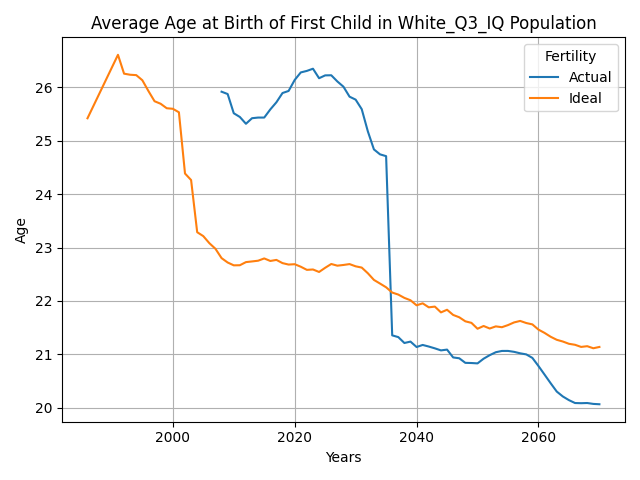 Average Age at Birth of First Child in White_Q3_IQ Population
Fertility
Actual
Ideal
Age
26
25
24
23
22
21
20
2000
2020
2040
2060
Years